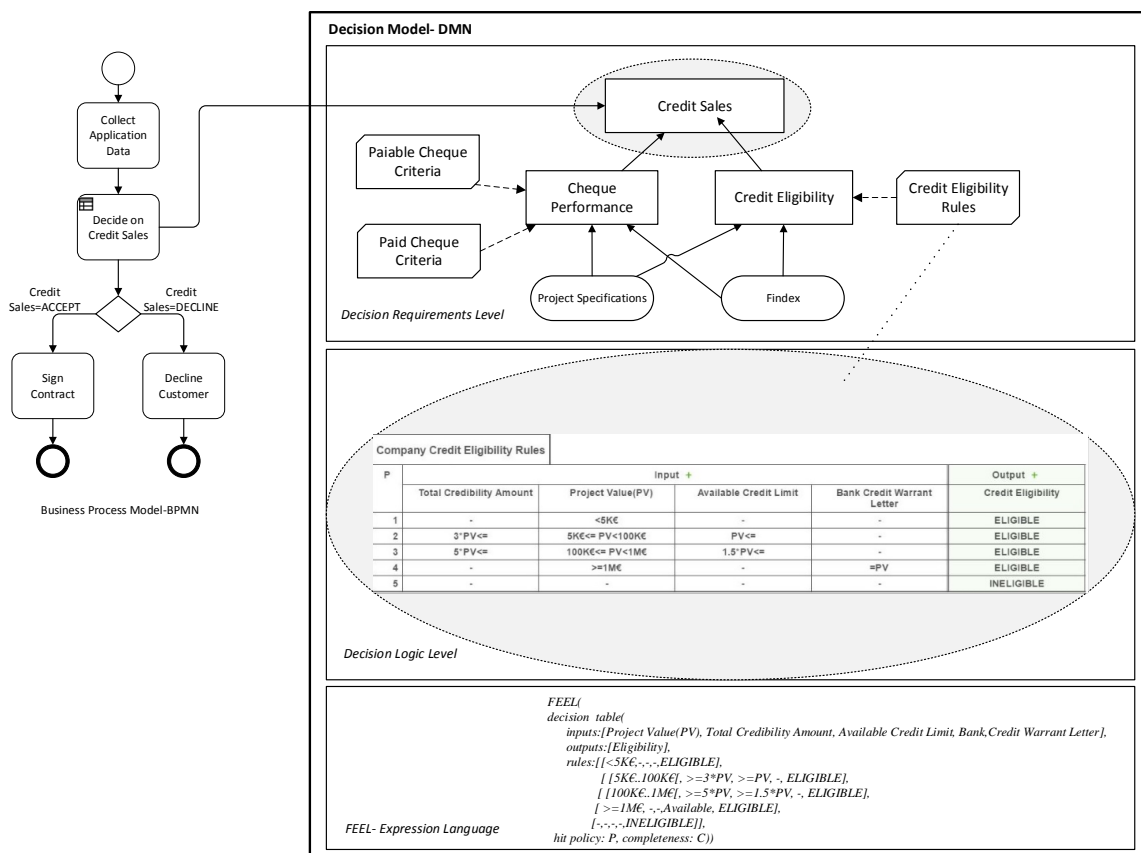 Decision Model- DMN
Collect
Application
Data
Decide on
Credit Sales
Credit
Sales=ACCEPT
Credit
Sales=DECLINE
Sign
Contract
Decline
Customer
Business Process Model-BPMN
Credit Sales
Paiable Cheque
Criteria
Cheque
Performance
Credit Eligibility
Credit Eligibility
Rules
Paid Cheque
Criteria
Project Specifications
Findex
Decision Requirements Level
Company Credit Eligibility Rules
P Input + Output +
Total Credibility Amount Project Value(PV) Available Credit Limit Bank Credit Warrant Letter Credit Eligibility
1 - <5K€ - - ELIGIBLE
2 3*PV<= 5K€<= PV<100K€ PV<= - ELIGIBLE
3 5*PV<= 100K€<= PV<1M€ 1.5*PV<= - ELIGIBLE
4 - >=1M€ - =PV ELIGIBLE
5 - - - - INELIGIBLE
Decision Logic Level
FEEL(
decision table(
inputs:[Project Value(PV), Total Credibility Amount, Available Credit Limit, Bank,Credit Warrant Letter],
outputs:[Eligibility],
rules:[[<5K€,-,-,-,ELIGIBLE],
[ [5K€..100K€[, >=3*PV, >=PV, -, ELIGIBLE],
[ [100K€..1M€[, >=5*PV, >=1.5*PV, -, ELIGIBLE],
[ >=1M€, -,-,Available, ELIGIBLE],
[-,-,-,-,INELIGIBLE]],
hit policy: P, completeness: C))
FEEL- Expression Language